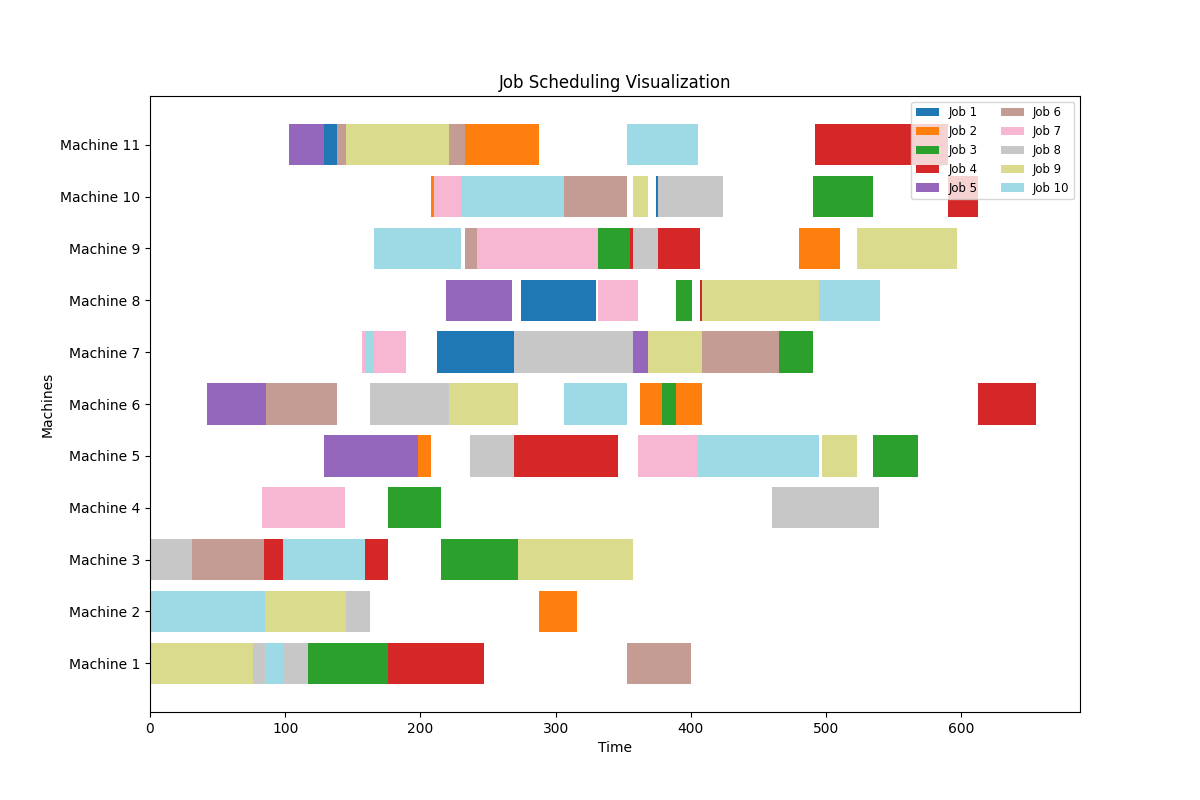 Job Scheduling Visualization
Machine 11
Machine 10
Machine 9
Machine 8
Machine 7
Machine 6
Machine 5
Machine 4
Machine 3
Machine 2
Machine 1
Machines
0 100 200 300 400 500 600
Time
Job 1 Job 6
Job 2 Job 7
Job 3 Job 8
Job 4 Job 9
Job 5 Job 10